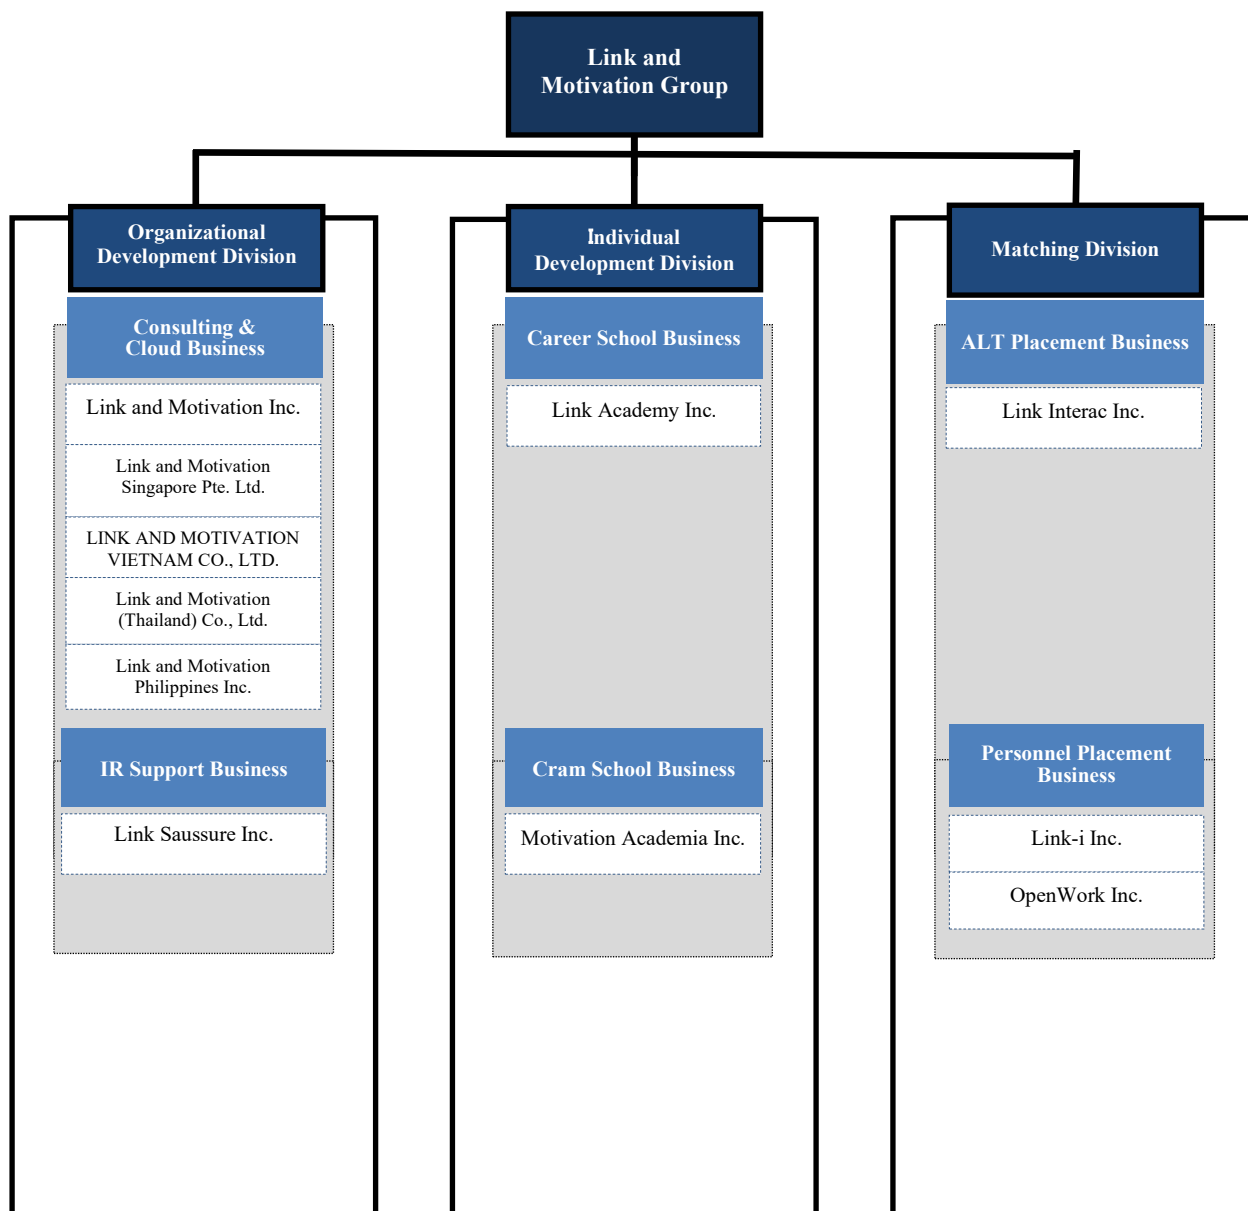 Link and
Motivation Group
Organizational
Development Division
Consulting &
Cloud Business
Link and Motivation Inc.
Link and Motivation
Singapore Pte. Ltd.
LINK AND MOTIVATION
VIETNAM CO., LTD.
Link and Motivation
(Thailand) Co., Ltd.
Link and Motivation
Philippines Inc.
IR Support Business
Link Saussure Inc.
Individual
Development Division
Career School Business
Link Academy Inc.
Cram School Business
Motivation Academia Inc.
Matching Division
ALT Placement Business
Link Interac Inc.
Personnel Placement
Business
Link-i Inc.
OpenWork Inc.